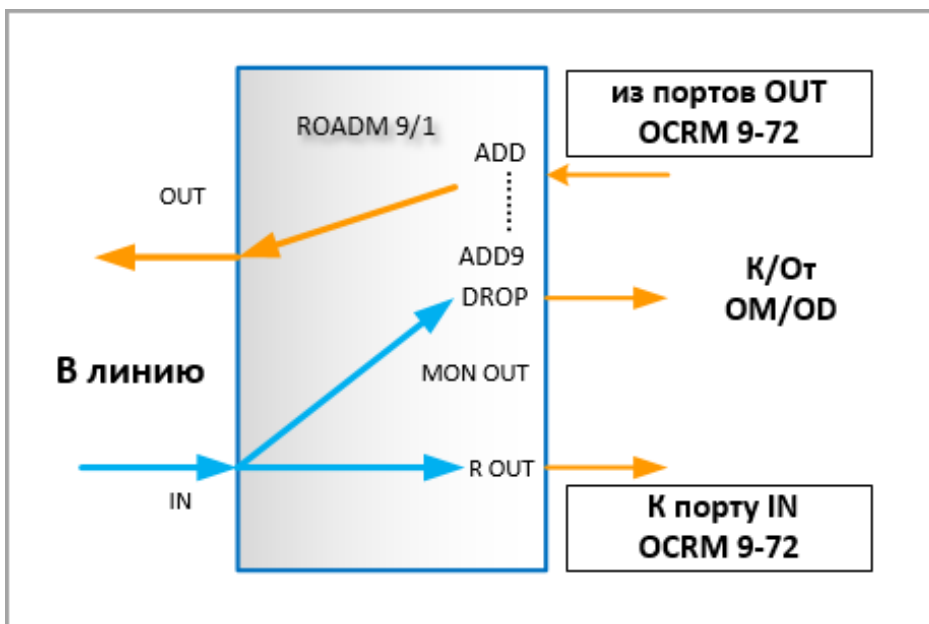 из портов OUT
OCRM 9-72
ROADM 9/1
ADD
OUT
ADD9
DROP
К/От
OM/OD
В линию
MON OUT
R OUT
IN
К порту IN
OCRM 9-72